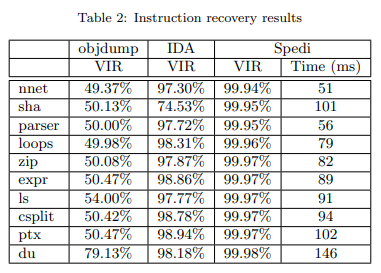 Table 2: Instruction recovery results
objdump IDA Spedi
VIR VIR VIR Time (ms)
nnet 49.37% 97.30% 99.94% 51
sha 50.13% 74.53% 99.95% 101
parser 50.00% 97.72% 99.95% 56
loops 49.98% 98.31% 99.96% 79
zip 50.08% 97.87% 99.97% 82
expr 50.47% 98.86% 99.97% 89
ls 54.00% 97.77% 99.97% 91
csplit 50.42% 98.78% 99.97% 94
ptx 50.47% 98.94% 99.97% 102
du 79.13% 98.18% 99.98% 146